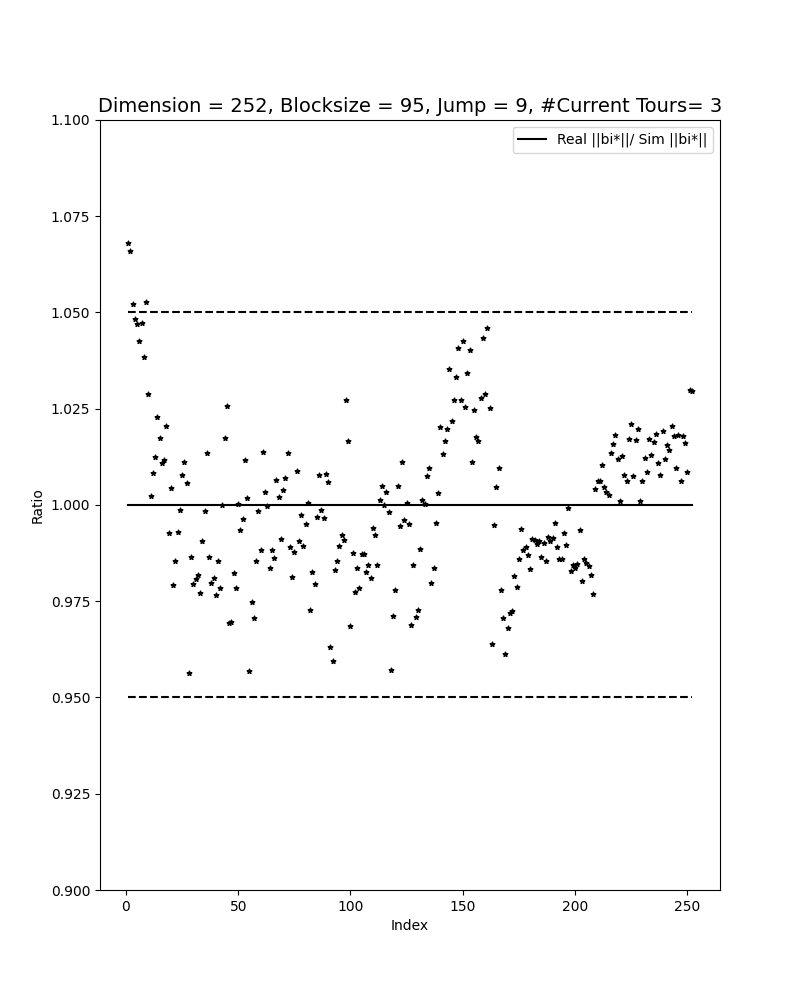 Dimension = 252, Blocksize = 95, Jump = 9, #Current Tours= 3
Real ||bi*||/ Sim ||bi*||
1.100
1.075
1.050
1.025
1.000
0.975
0.950
0.925
0.900
Ratio
0 50 100 150 200 250
Index